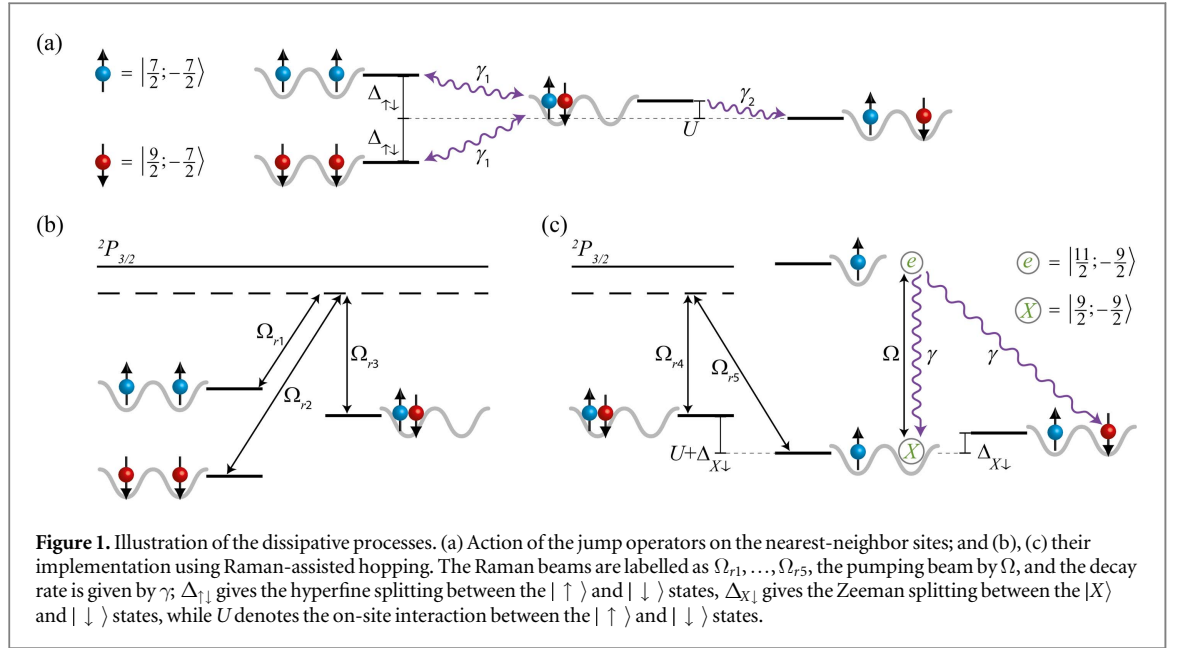 (a)
= |7/2;−7/2⟩
Δ↑↓
γ₁
U
γ₂
= |9/2;−7/2⟩
Δ↑↓
γ₁
(b)
²P₃/₂
Ωr1
Ωr2
Ωr3
(c)
²P₃/₂
e = |11/2;−9/2⟩
X = |9/2;−9/2⟩
Ωr4
Ωr5
Ω
γ
γ
e
X
U+ΔX↓
ΔX↓
Figure 1. Illustration of the dissipative processes. (a) Action of the jump operators on the nearest-neighbor sites; and (b), (c) their
implementation using Raman-assisted hopping. The Raman beams are labelled as Ωr1, …, Ωr5, the pumping beam by Ω, and the decay
rate is given by γ; Δ↑↓ gives the hyperfine splitting between the | ↑ ⟩ and | ↓ ⟩ states, ΔX↓ gives the Zeeman splitting between the |X⟩
and | ↓ ⟩ states, while U denotes the on-site interaction between the | ↑ ⟩ and | ↓ ⟩ states.